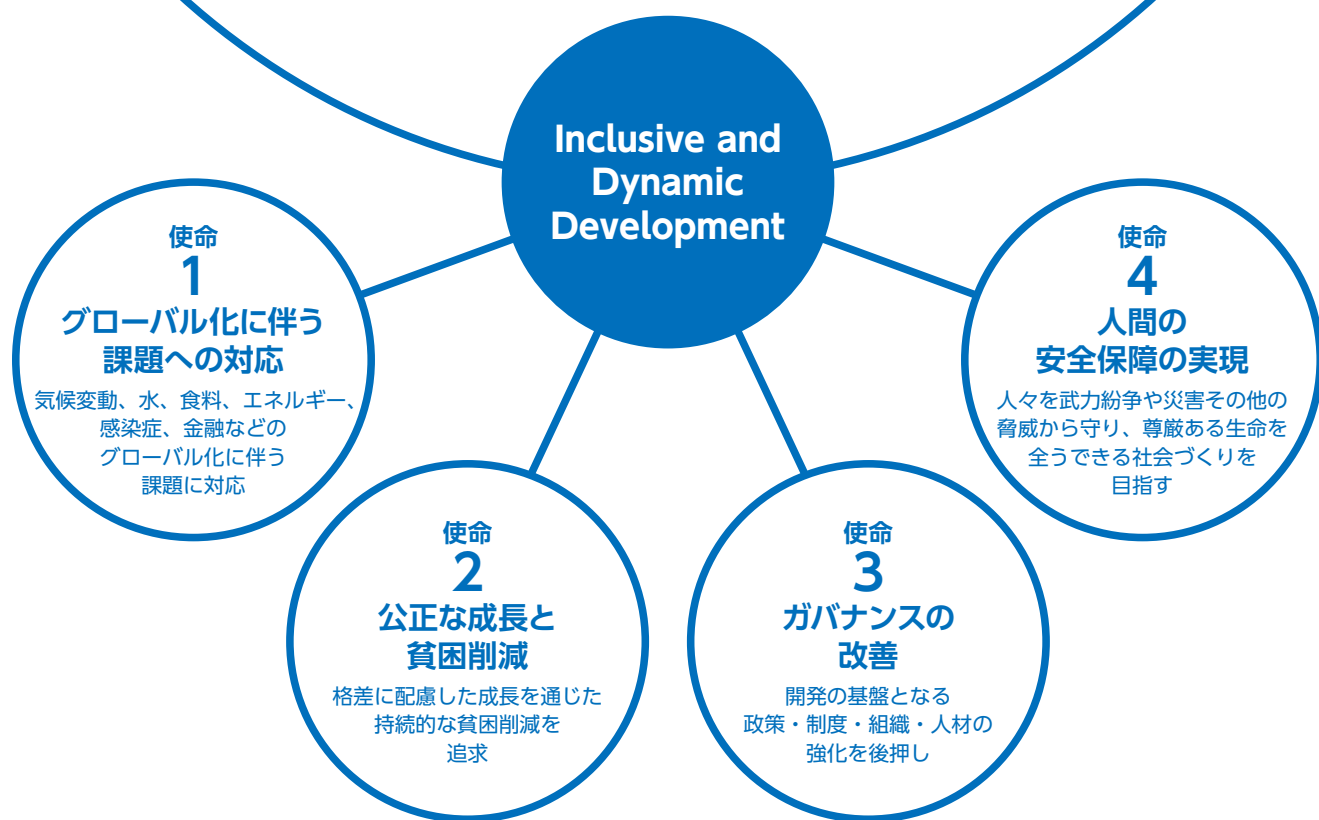 Inclusive and
Dynamic
Development
使命
1
グローバル化に伴う
課題への対応
気候変動、水、食料、エネルギー、
感染症、金融などの
グローバル化に伴う
課題に対応
使命
2
公正な成長と
貧困削減
格差に配慮した成長を通じた
持続的な貧困削減を
追求
使命
3
ガバナンスの
改善
開発の基盤となる
政策・制度・組織・人材の
強化を後押し
使命
4
人間の
安全保障の実現
人々を武力紛争や災害その他の
脅威から守り、尊厳ある生命を
全うできる社会づくりを
目指す